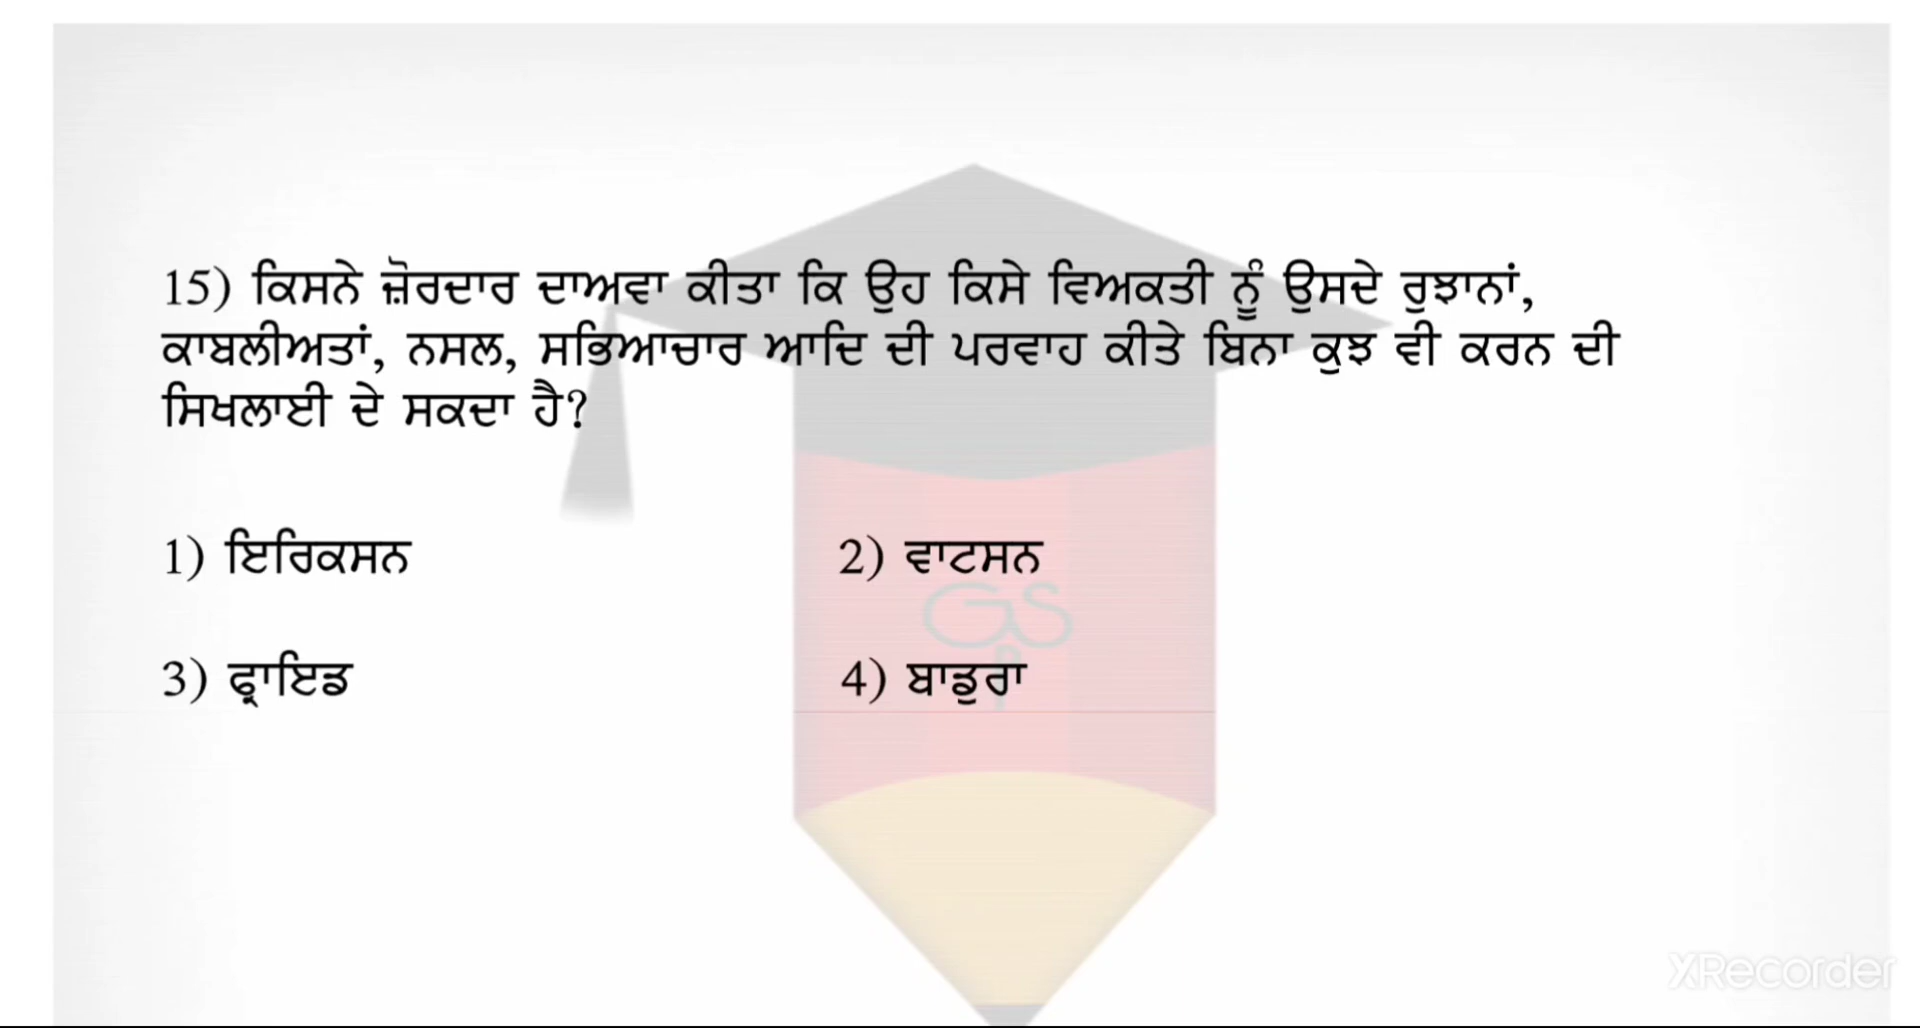 15) ਕਿਸਨੇ ਜ਼ੋਰਦਾਰ ਦਾਅਵਾ ਕੀਤਾ ਕਿ ਉਹ ਕਿਸੇ ਵਿਅਕਤੀ ਨੂੰ ਉਸਦੇ ਰੁਝਾਨਾਂ,
ਕਾਬਲੀਅਤਾਂ, ਨਸਲ, ਸਭਿਆਚਾਰ ਆਦਿ ਦੀ ਪਰਵਾਹ ਕੀਤੇ ਬਿਨਾ ਕੁਝ ਵੀ ਕਰਨ ਦੀ
ਸਿਖਲਾਈ ਦੇ ਸਕਦਾ ਹੈ?
1) ਇਰਿਕਸਨ 2) ਵਾਟਸਨ
GS
3) ਫ੍ਰਾਇਡ 4) ਬਾਡੁਰਾ
XRecorder